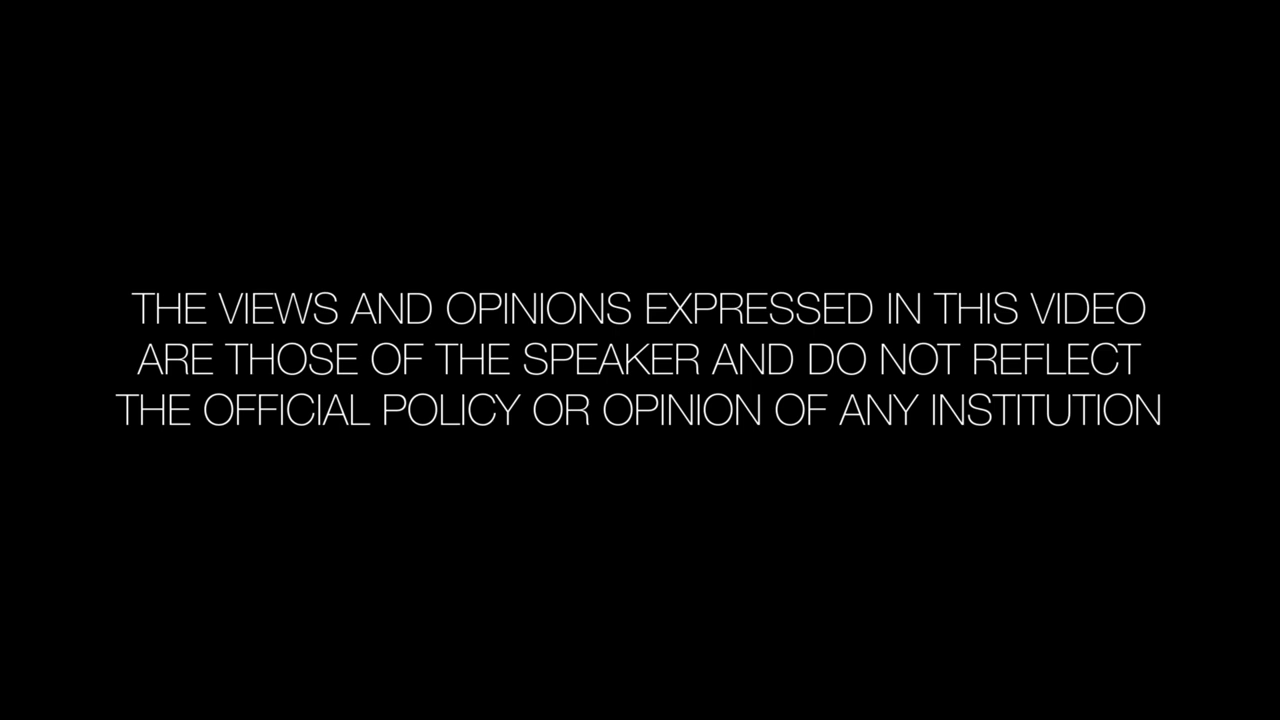 THE VIEWS AND OPINIONS EXPRESSED IN THIS VIDEO
ARE THOSE OF THE SPEAKER AND DO NOT REFLECT
THE OFFICIAL POLICY OR OPINION OF ANY INSTITUTION